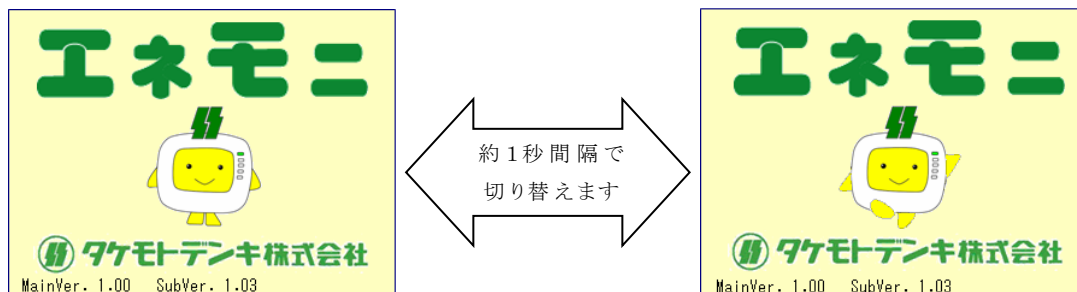 エネモニ
タケモトデンキ株式会社
MainVer. 1.00 SubVer. 1.03
約1秒間隔で
切り替えます
エネモニ
タケモトデンキ株式会社
MainVer. 1.00 SubVer. 1.03